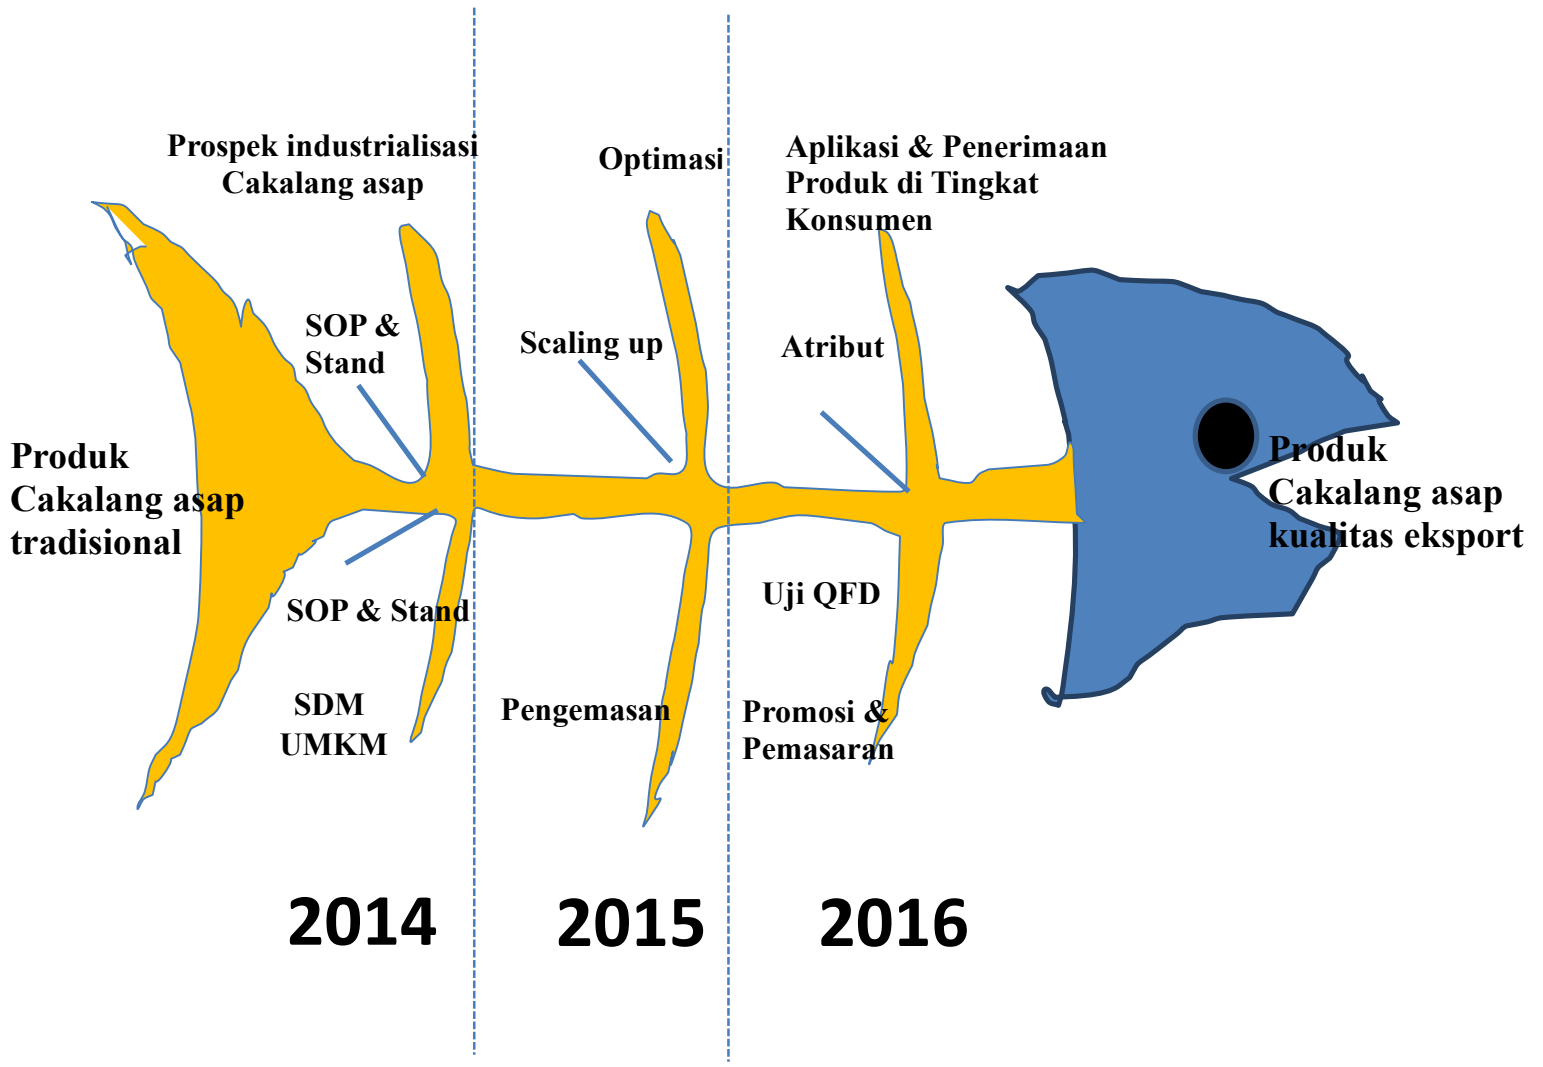 Prospek industrialisasi
Cakalang asap
Optimasi
Aplikasi & Penerimaan
Produk di Tingkat
Konsumen
SOP &
Stand
Scaling up
Atribut
Produk
Cakalang asap
tradisional
Produk
Cakalang asap
kualitas eksport
SOP & Stand
Uji QFD
SDM
UMKM
Pengemasan
Promosi &
Pemasaran
2014
2015
2016